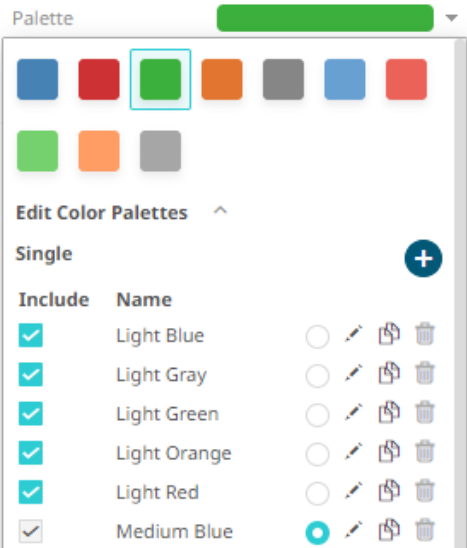 Palette
Edit Color Palettes
Single
Include Name
Light Blue
Light Gray
Light Green
Light Orange
Light Red
Medium Blue